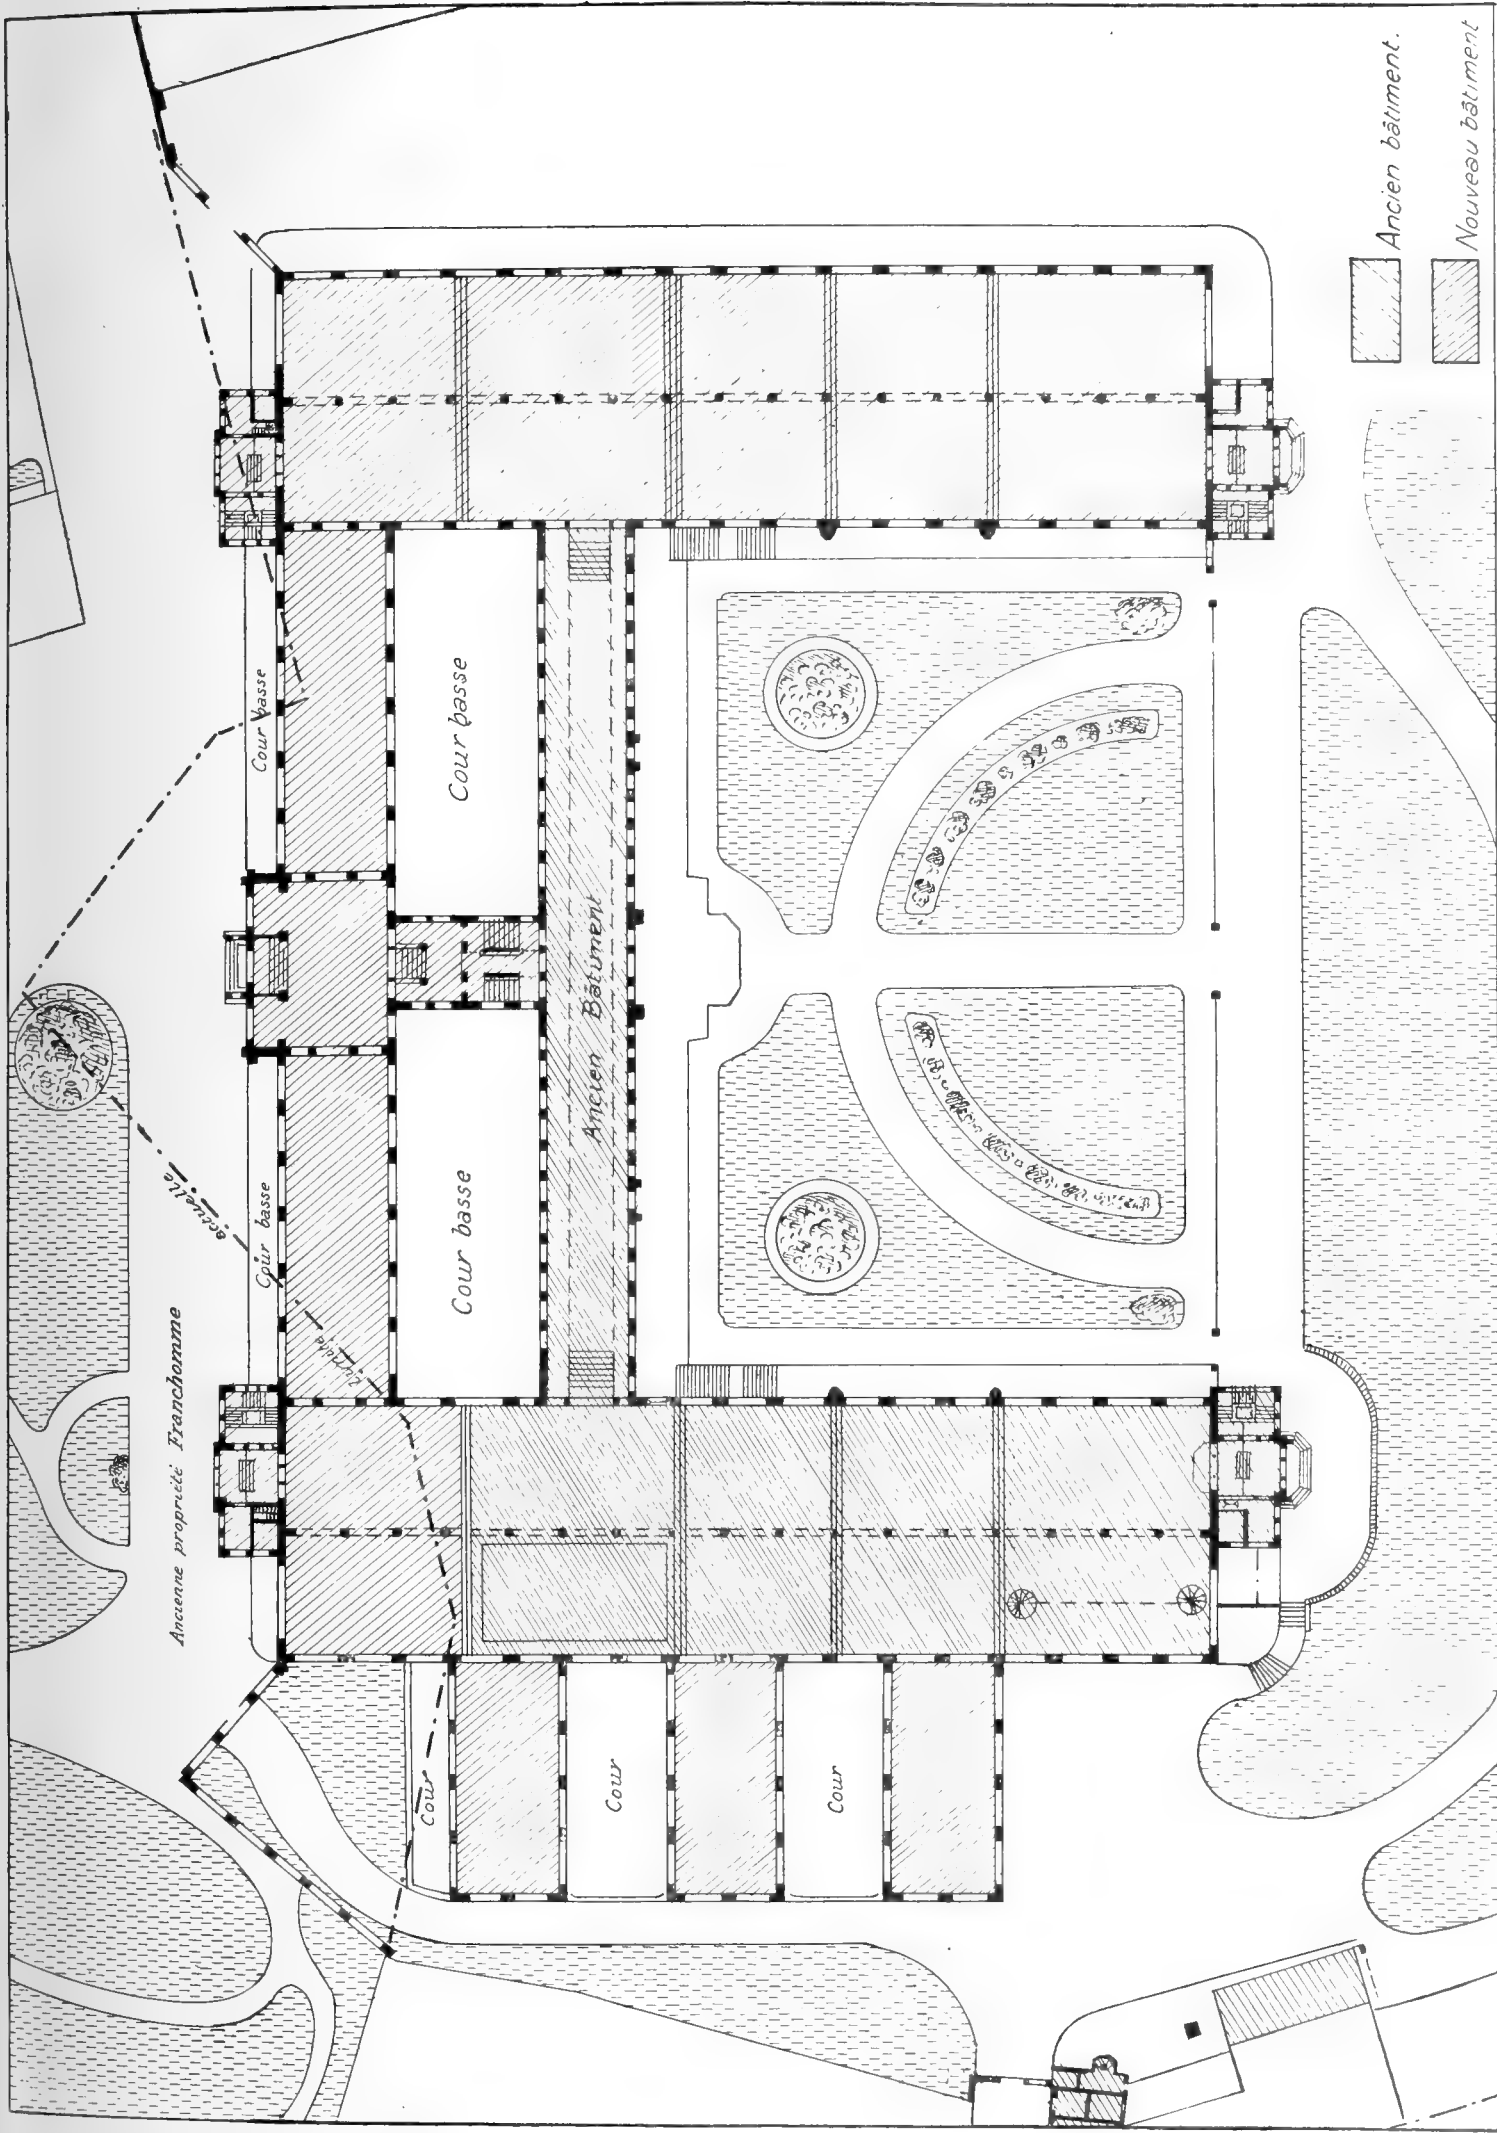 Ancien bâtiment.
Nouveau bâtiment
Cour basse
Cour basse
Cour basse
Cour basse
Ancien Bâtiment
Limite
actuelle
Ancienne propriété Franchomme
Cour
Cour
Cour